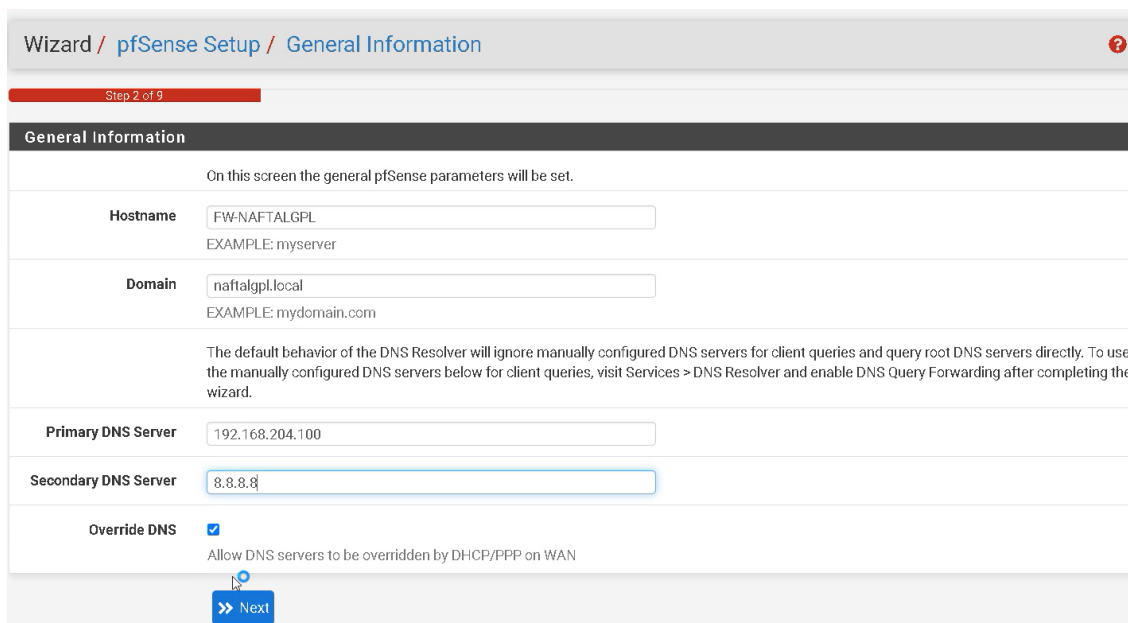 Wizard / pfSense Setup / General Information
Step 2 of 9
General Information
On this screen the general pfSense parameters will be set.
Hostname
FW-NAFTALGPL
EXAMPLE: myserver
Domain
naftalgpl.local
EXAMPLE: mydomain.com
The default behavior of the DNS Resolver will ignore manually configured DNS servers for client queries and query root DNS servers directly. To use
the manually configured DNS servers below for client queries, visit Services > DNS Resolver and enable DNS Query Forwarding after completing the
wizard.
Primary DNS Server
192.168.204.100
Secondary DNS Server
8.8.8.8
Override DNS
Allow DNS servers to be overridden by DHCP/PPP on WAN
Next